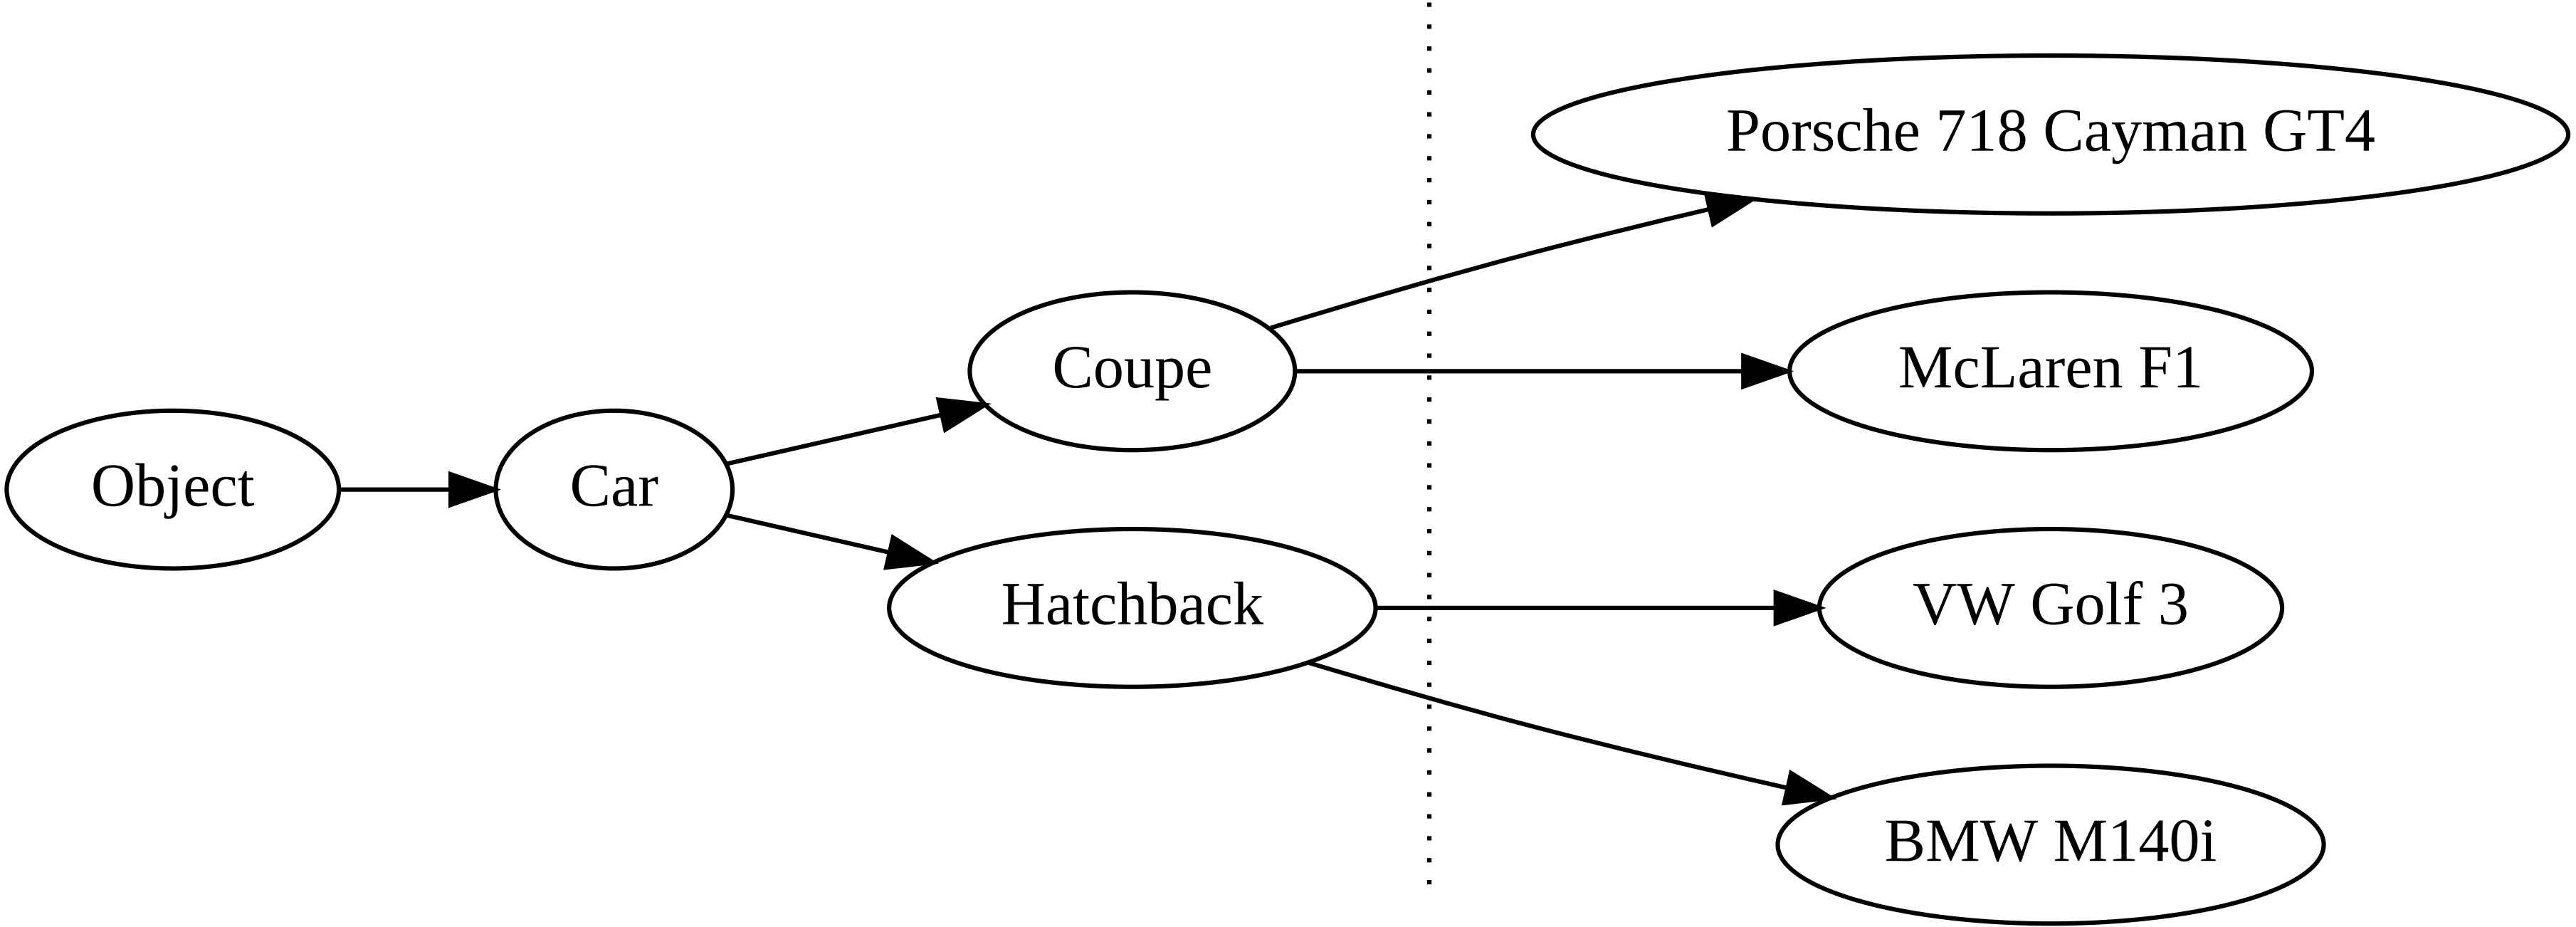 Porsche 718 Cayman GT4
Coupe
McLaren F1
Object
Car
Hatchback
VW Golf 3
BMW M140i